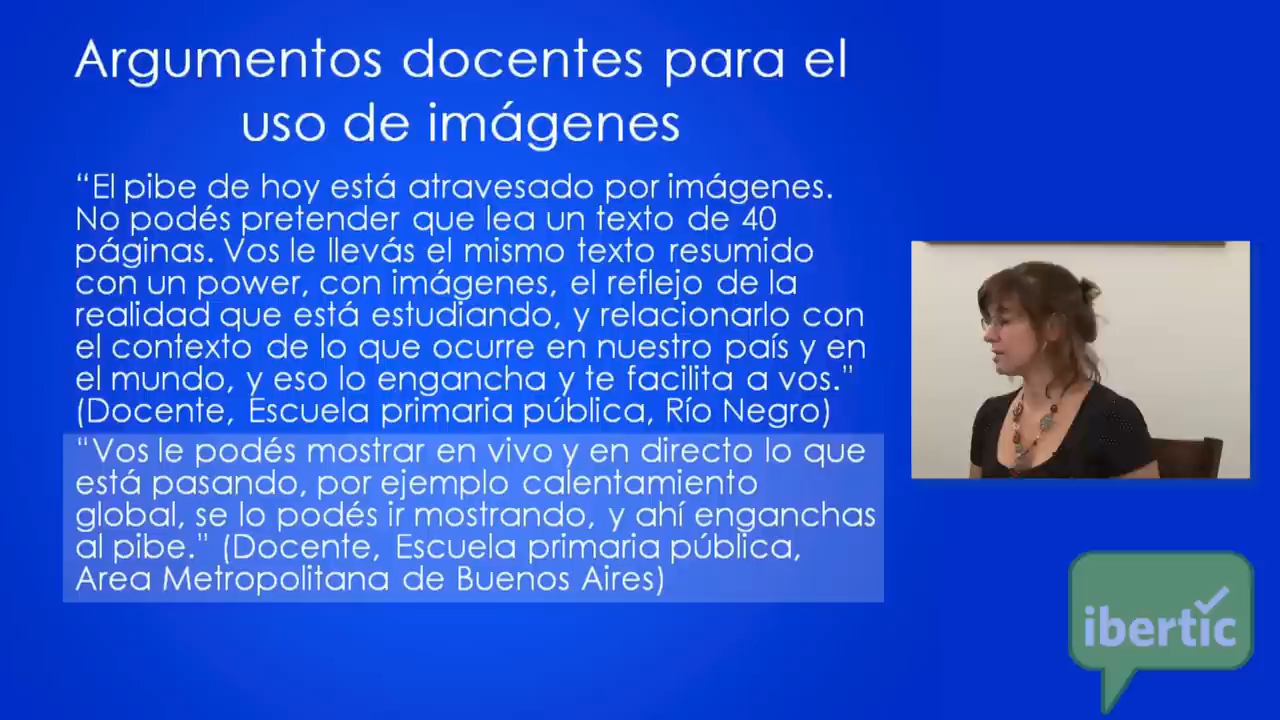 Argumentos docentes para el
uso de imágenes
“El pibe de hoy está atravesado por imágenes.
No podés pretender que lea un texto de 40
páginas. Vos le llevás el mismo texto resumido
con un power, con imágenes, el reflejo de la
realidad que está estudiando, y relacionarlo con
el contexto de lo que ocurre en nuestro país y en
el mundo, y eso lo engancha y te facilita a vos."
(Docente, Escuela primaria pública, Río Negro)
“Vos le podés mostrar en vivo y en directo lo que
está pasando, por ejemplo calentamiento
global, se lo podés ir mostrando, y ahí enganchas
al pibe." (Docente, Escuela primaria pública,
Area Metropolitana de Buenos Aires)
ibertic